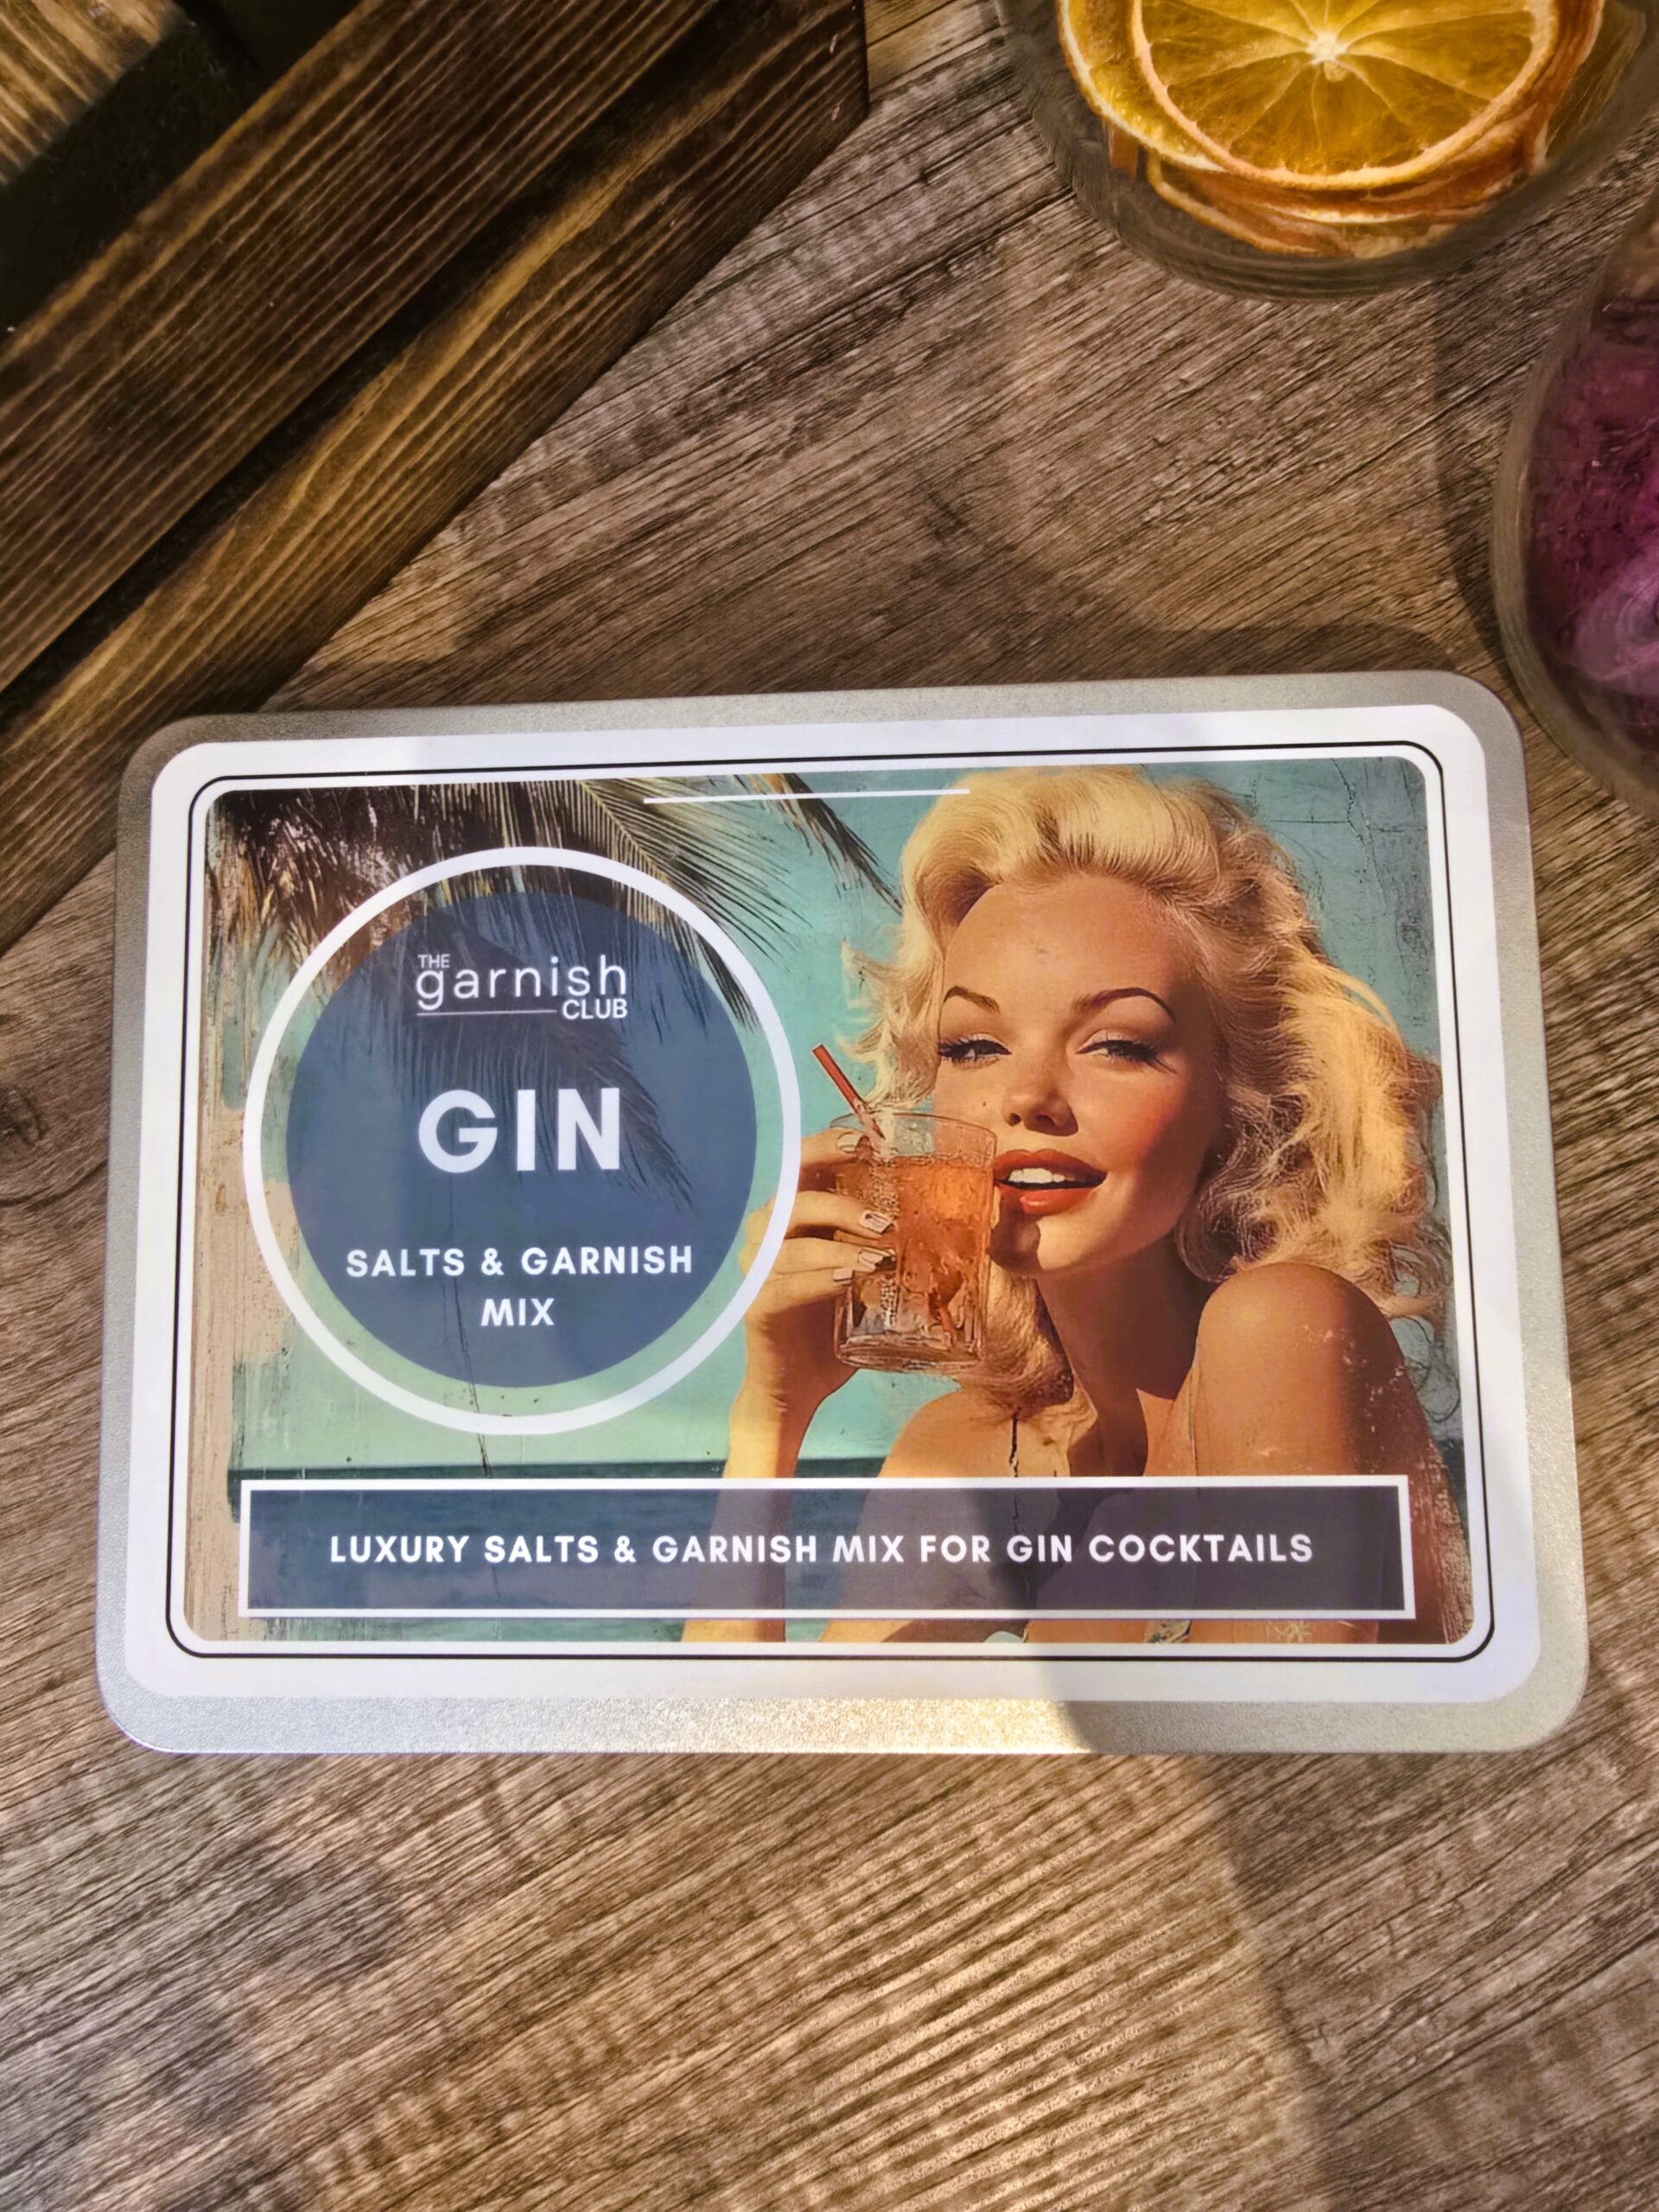 THE
garnish
CLUB
GIN
SALTS & GARNISH
MIX
LUXURY SALTS & GARNISH MIX FOR GIN COCKTAILS